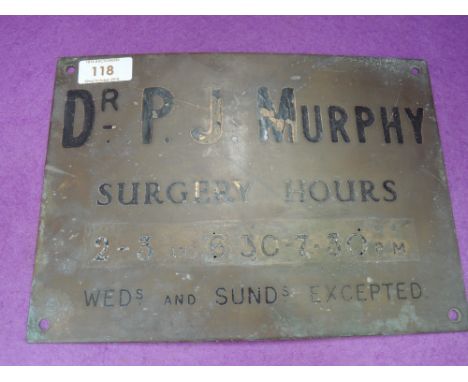 118
DR. P. J. MURPHY
SURGERY HOURS
2-3 6.30-7.30 P.M
WEDS AND SUNDS EXCEPTED.